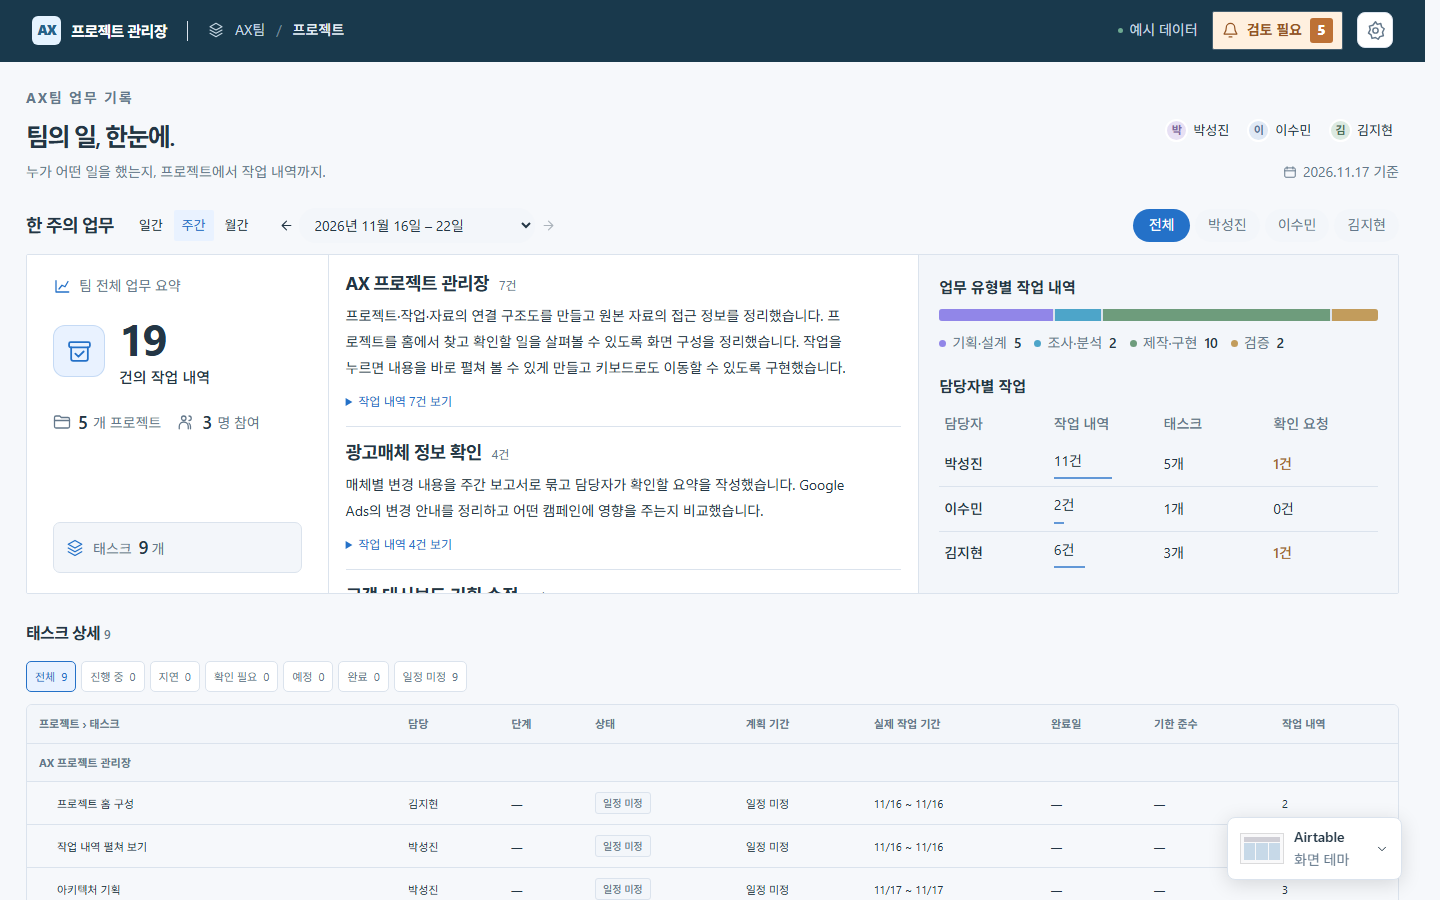 AX 프로젝트 관리장 AX팀 / 프로젝트 예시 데이터 검토 필요 5
AX팀 업무 기록
팀의 일, 한눈에.
박 박성진 이 이수민 김 김지현
누가 어떤 일을 했는지, 프로젝트에서 작업 내역까지.
2026.11.17 기준
한 주의 업무 일간 주간 월간 ← 2026년 11월 16일 – 22일 →
전체 박성진 이수민 김지현
팀 전체 업무 요약
19
건의 작업 내역
5 개 프로젝트 3 명 참여
태스크 9 개
AX 프로젝트 관리장 7건
프로젝트·작업·자료의 연결 구조도를 만들고 원본 자료의 접근 정보를 정리했습니다. 프
로젝트를 홈에서 찾고 확인할 일을 살펴볼 수 있도록 화면 구성을 정리했습니다. 작업을
누르면 내용을 바로 펼쳐 볼 수 있게 만들고 키보드로도 이동할 수 있도록 구현했습니다.
▶ 작업 내역 7건 보기
광고매체 정보 확인 4건
매체별 변경 내용을 주간 보고서로 묶고 담당자가 확인할 요약을 작성했습니다. Google
Ads의 변경 안내를 정리하고 어떤 캠페인에 영향을 주는지 비교했습니다.
▶ 작업 내역 4건 보기
업무 유형별 작업 내역
기획·설계 5 조사·분석 2 제작·구현 10 검증 2
담당자별 작업
담당자 작업 내역 태스크 확인 요청
박성진 11건 5개 1건
이수민 2건 1개 0건
김지현 6건 3개 1건
태스크 상세 9
전체 9 진행 중 0 지연 0 확인 필요 0 예정 0 완료 0 일정 미정 9
프로젝트 › 태스크 담당 단계 상태 계획 기간 실제 작업 기간 완료일 기한 준수 작업 내역
AX 프로젝트 관리장
프로젝트 홈 구성 김지현 — 일정 미정 일정 미정 11/16 ~ 11/16 — — 2
작업 내역 펼쳐 보기 박성진 — 일정 미정 일정 미정 11/16 ~ 11/16 — —
아키텍처 기획 박성진 — 일정 미정 일정 미정 11/17 ~ 11/17 — — 3
Airtable
화면 테마